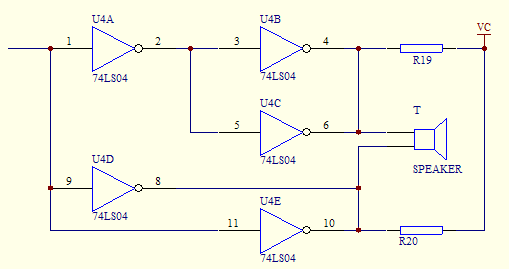 U4A U4B VC
1 2 3 4
74LS04 74LS04 R19
U4C T
5 6
U4D 74LS04 SPEAKER
9 8
74LS04 U4E
11 10
R20
74LS04